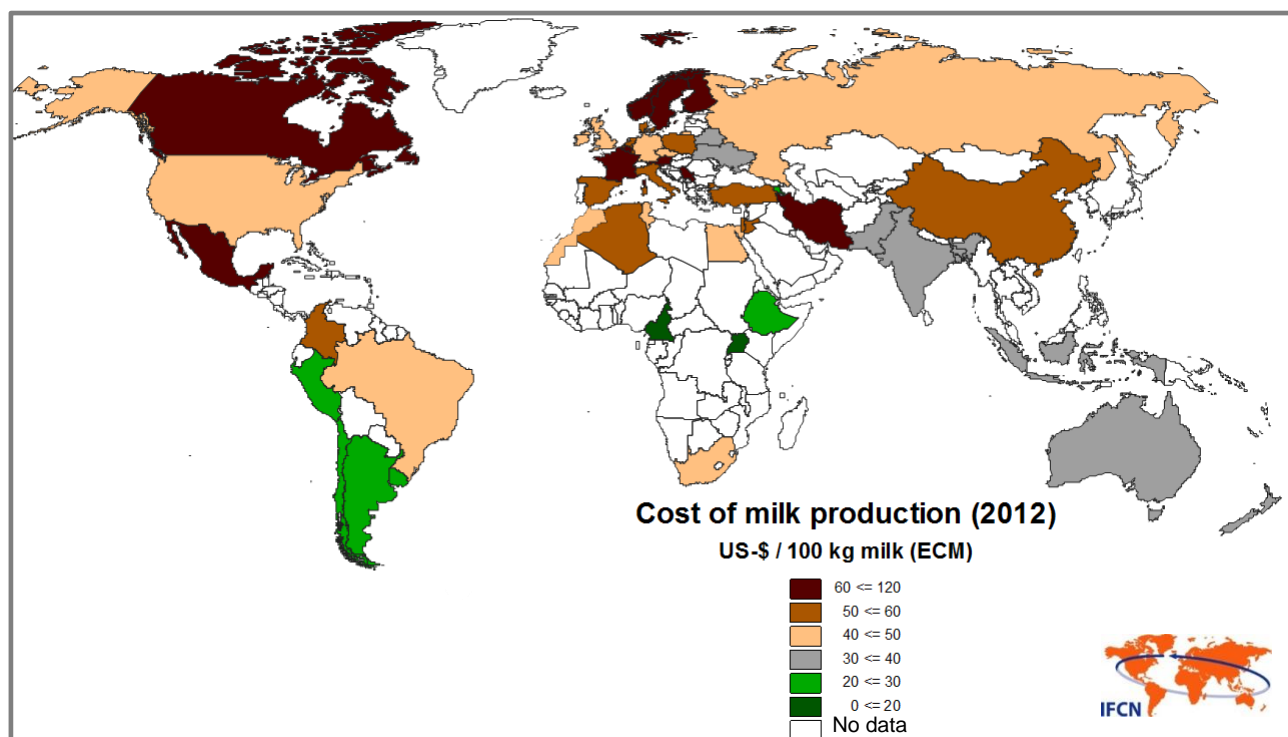 Cost of milk production (2012)
US-$ / 100 kg milk (ECM)
60 <= 120
50 <= 60
40 <= 50
30 <= 40
20 <= 30
0 <= 20
No data
IFCN